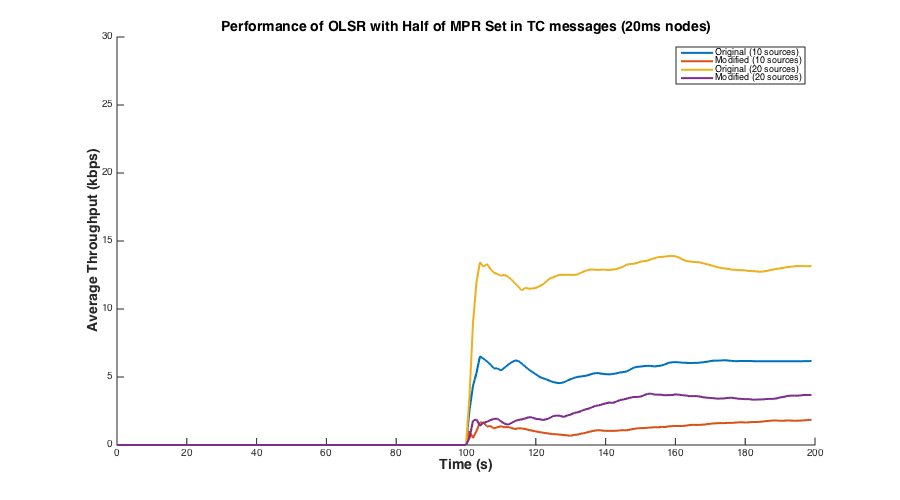 Performance of OLSR with Half of MPR Set in TC messages (20ms nodes)
Original (10 sources)
Modified (10 sources)
Original (20 sources)
Modified (20 sources)
Average Throughput (kbps)
30
25
20
15
10
5
0
0 20 40 60 80 100 120 140 160 180 200
Time (s)